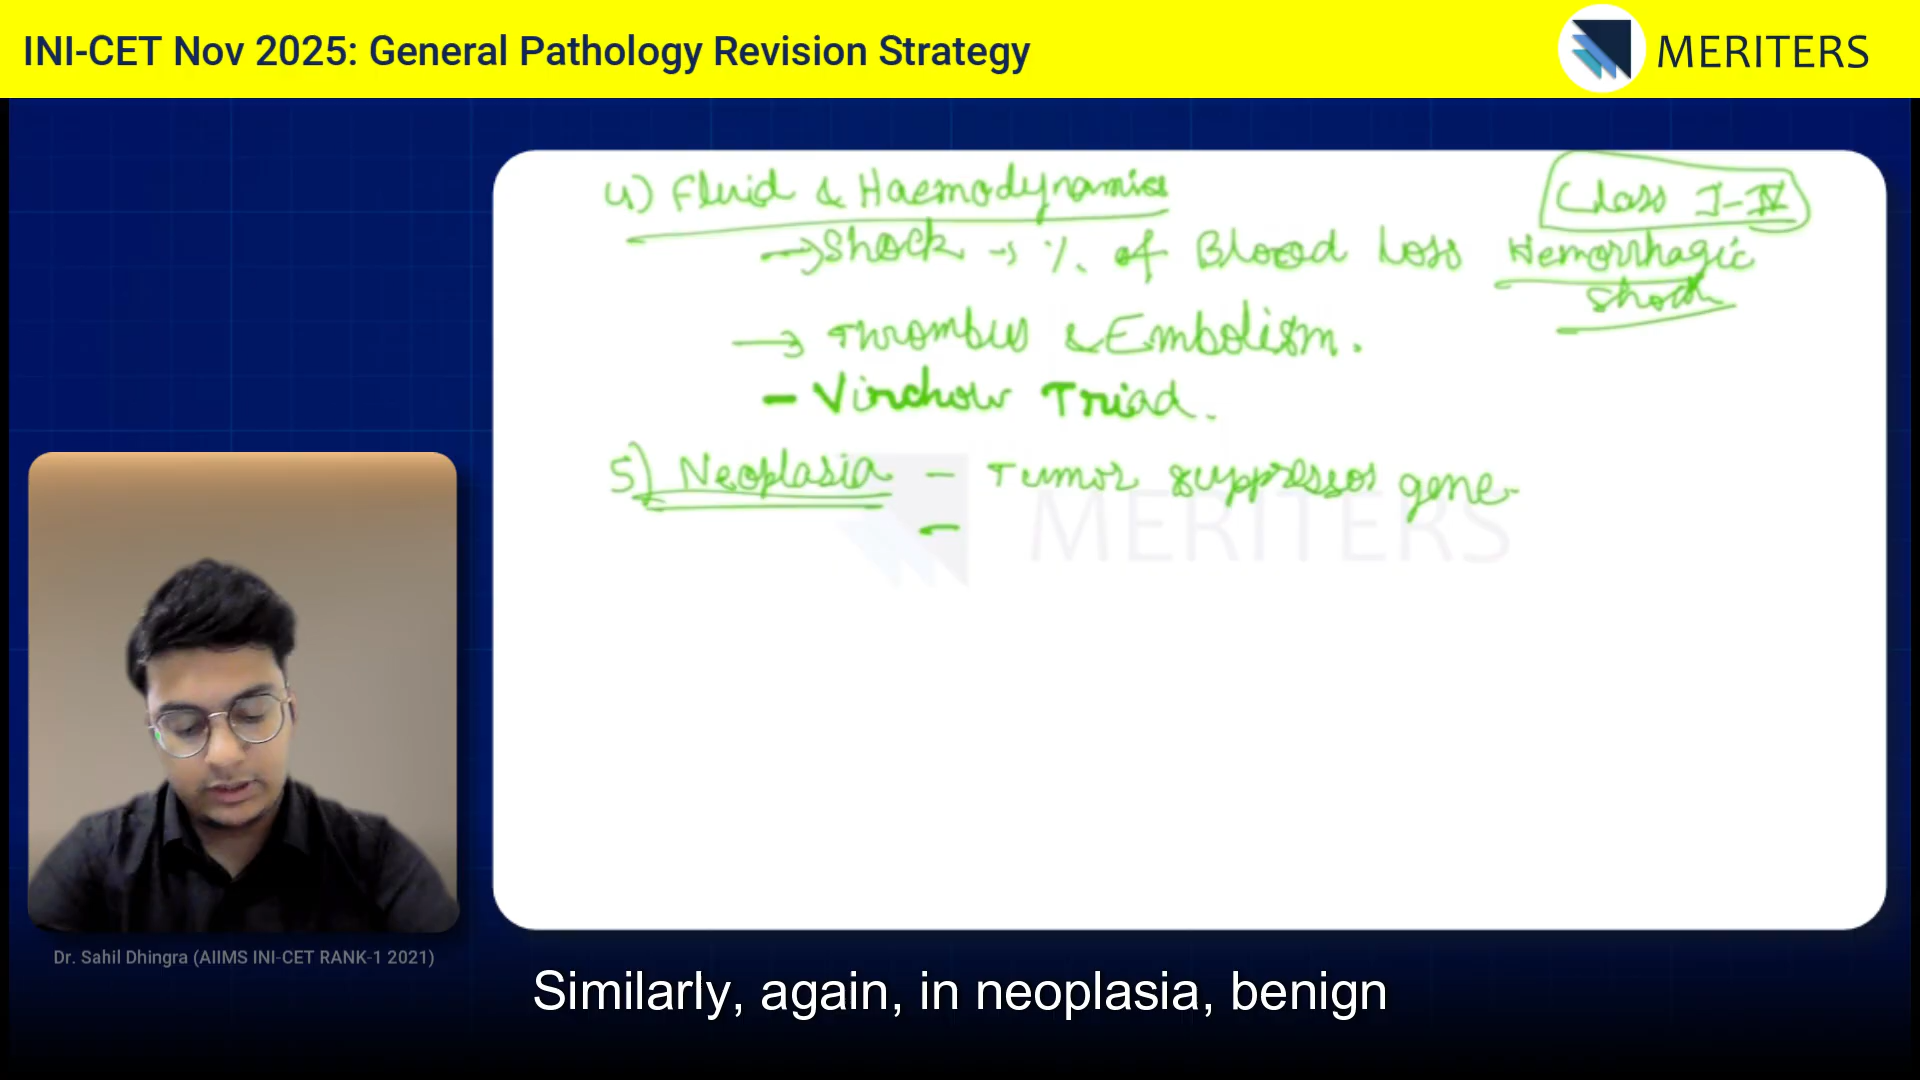 INI-CET Nov 2025: General Pathology Revision Strategy
MERITERS
4) Fluid & Haemodynamics
Class I-IV
→ Shock → % of Blood Loss Hemorrhagic
Shock
→ Thrombus & Embolism.
- Virchow Triad.
5) Neoplasia - Tumor suppressor gene
-
MERITERS
Dr. Sahil Dhingra (AIIMS INI-CET RANK-1 2021)
Similarly, again, in neoplasia, benign